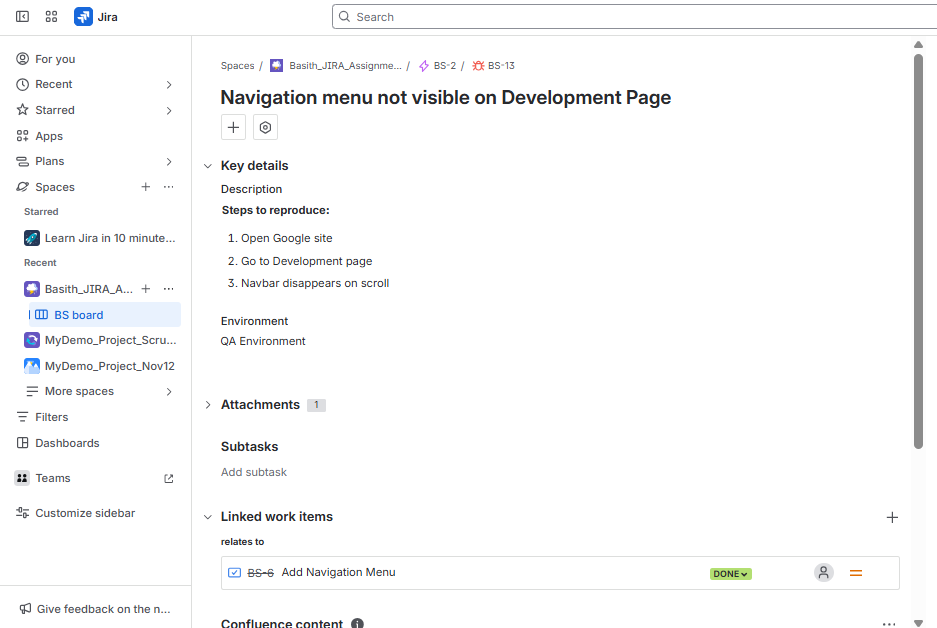 Jira
Search
For you
Recent
Starred
Apps
Plans
Spaces
Starred
Learn Jira in 10 minute...
Recent
Basith_JIRA_A...
BS board
MyDemo_Project_Scru...
MyDemo_Project_Nov12
More spaces
Filters
Dashboards
Teams
Customize sidebar
Give feedback on the n...
Spaces / Basith_JIRA_Assignme... / BS-2 / BS-13
Navigation menu not visible on Development Page
Key details
Description
Steps to reproduce:
1. Open Google site
2. Go to Development page
3. Navbar disappears on scroll
Environment
QA Environment
Attachments 1
Subtasks
Add subtask
Linked work items
relates to
BS-6 Add Navigation Menu DONE
Confluence content